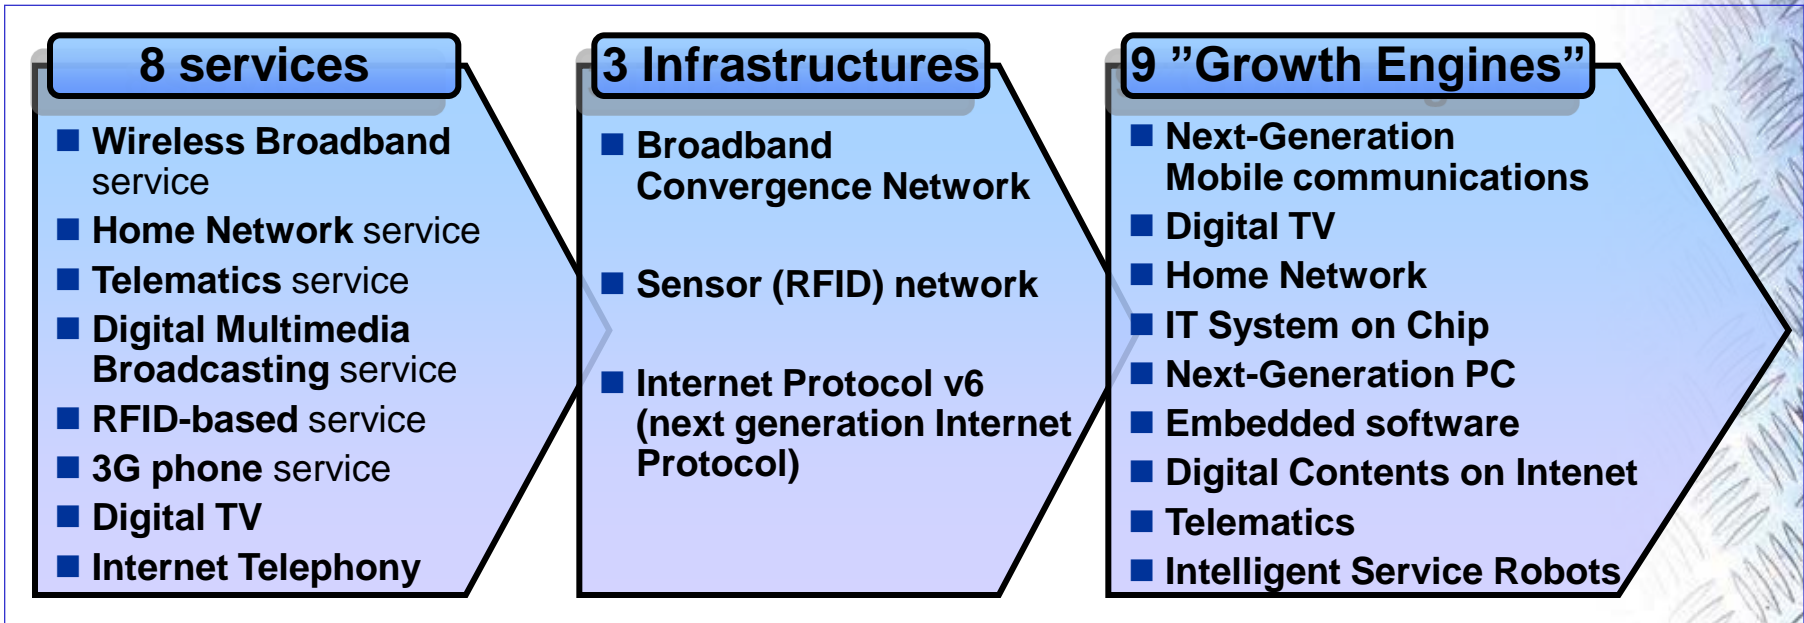 8 services
Wireless Broadband
service
Home Network service
Telematics service
Digital Multimedia
Broadcasting service
RFID-based service
3G phone service
Digital TV
Internet Telephony
3 Infrastructures
Broadband
Convergence Network
Sensor (RFID) network
Internet Protocol v6
(next generation Internet
Protocol)
9 ”Growth Engines”
Next-Generation
Mobile communications
Digital TV
Home Network
IT System on Chip
Next-Generation PC
Embedded software
Digital Contents on Intenet
Telematics
Intelligent Service Robots